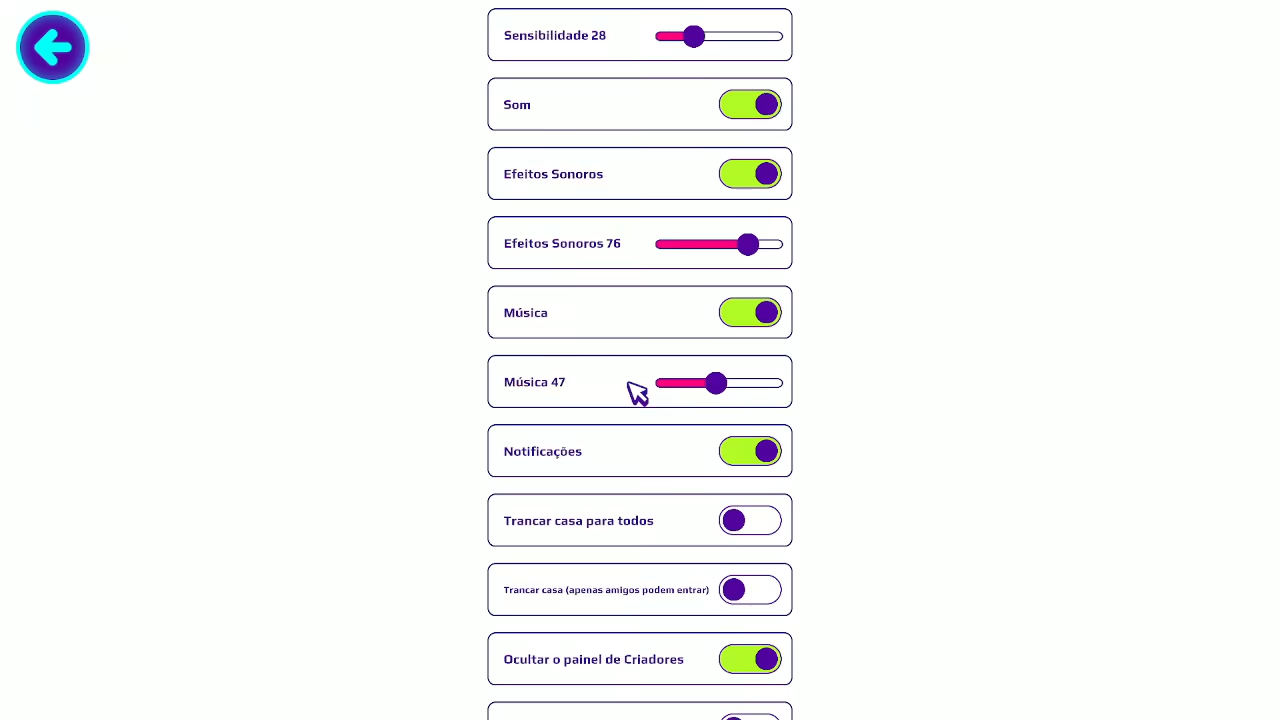 Sensibilidade 28
Som
Efeitos Sonoros
Efeitos Sonoros 76
Música
Música 47
Notificações
Trancar casa para todos
Trancar casa (apenas amigos podem entrar)
Ocultar o painel de Criadores